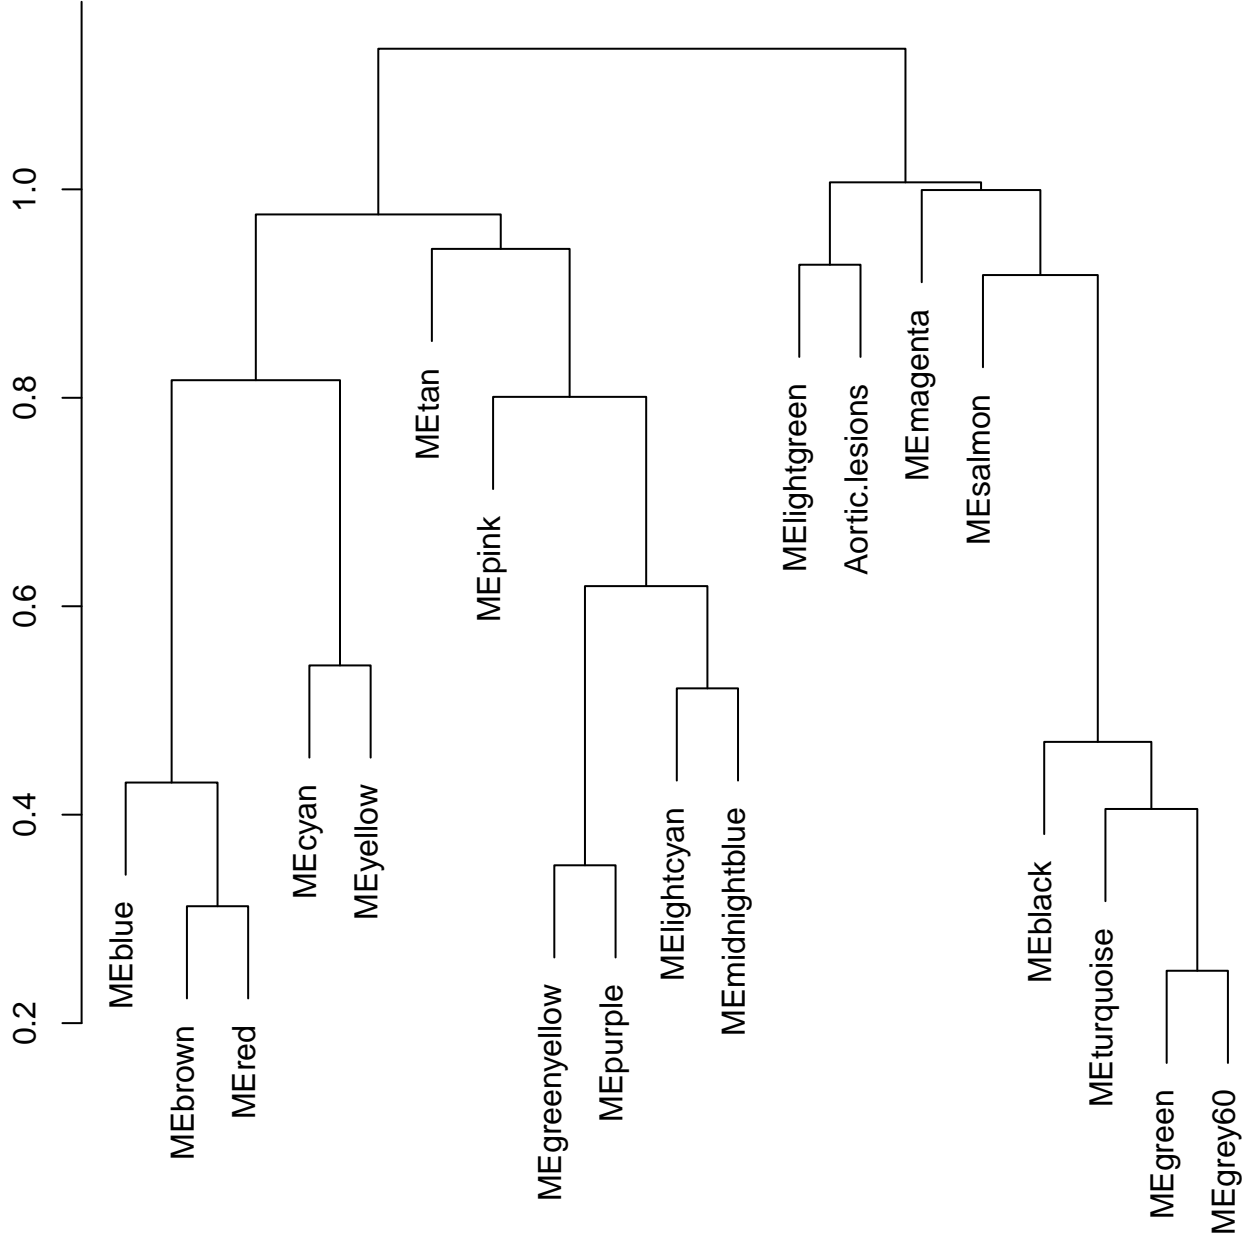 1.0
0.8
0.6
0.4
0.2
MEblue
MEbrown
MEred
MEcyan
MEyellow
MEtan
MEpink
MEgreenyellow
MEpurple
MElightcyan
MEmidnightblue
MElightgreen
Aortic.lesions
MEmagenta
MEsalmon
MEblack
MEturquoise
MEgreen
MEgrey60